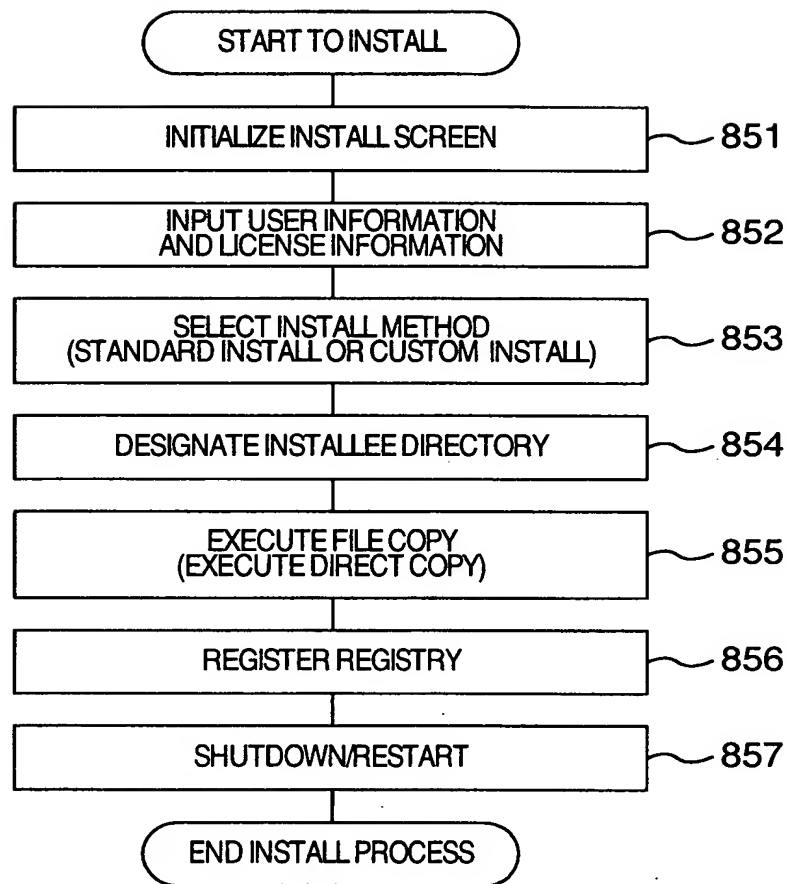 START TO INSTALL
INITIALIZE INSTALL SCREEN
851
INPUT USER INFORMATION
AND LICENSE INFORMATION
852
SELECT INSTALL METHOD
(STANDARD INSTALL OR CUSTOM INSTALL)
853
DESIGNATE INSTALLEE DIRECTORY
854
EXECUTE FILE COPY
(EXECUTE DIRECT COPY)
855
REGISTER REGISTRY
856
SHUTDOWN/RESTART
857
END INSTALL PROCESS